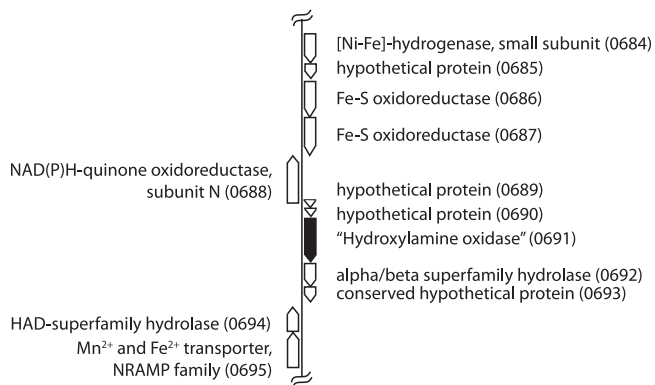 [Ni-Fe]-hydrogenase, small subunit (0684)
hypothetical protein (0685)
Fe-S oxidoreductase (0686)
Fe-S oxidoreductase (0687)
NAD(P)H-quinone oxidoreductase,
subunit N (0688)
hypothetical protein (0689)
hypothetical protein (0690)
“Hydroxylamine oxidase” (0691)
alpha/beta superfamily hydrolase (0692)
conserved hypothetical protein (0693)
HAD-superfamily hydrolase (0694)
Mn²⁺ and Fe²⁺ transporter,
NRAMP family (0695)